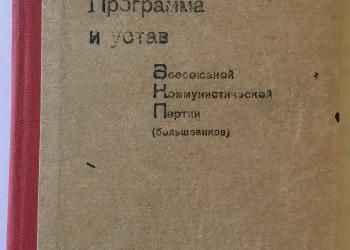 Программа
и устав
Всесоюзной
Коммунистической
Партии
(большевиков)